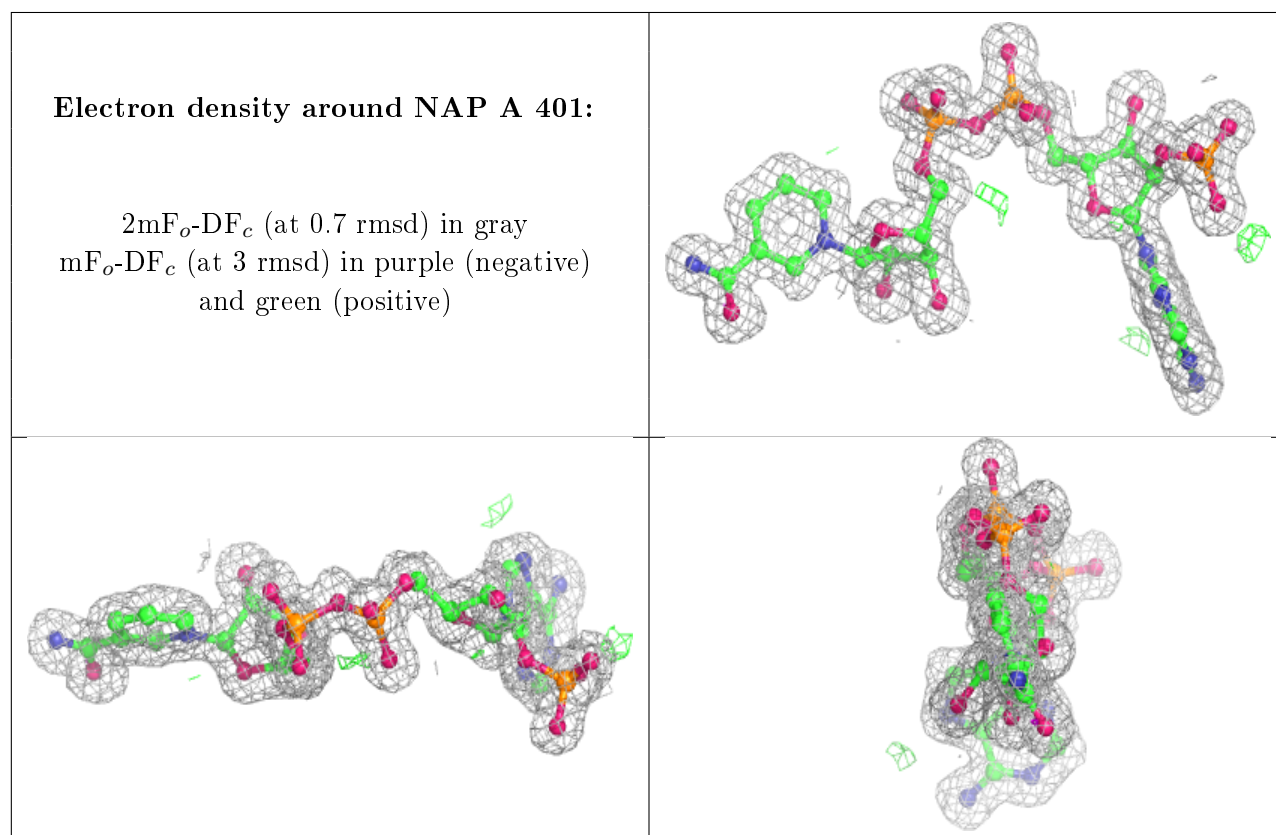 Electron density around NAP A 401:
2mFo-DFc (at 0.7 rmsd) in gray
mFo-DFc (at 3 rmsd) in purple (negative)
and green (positive)